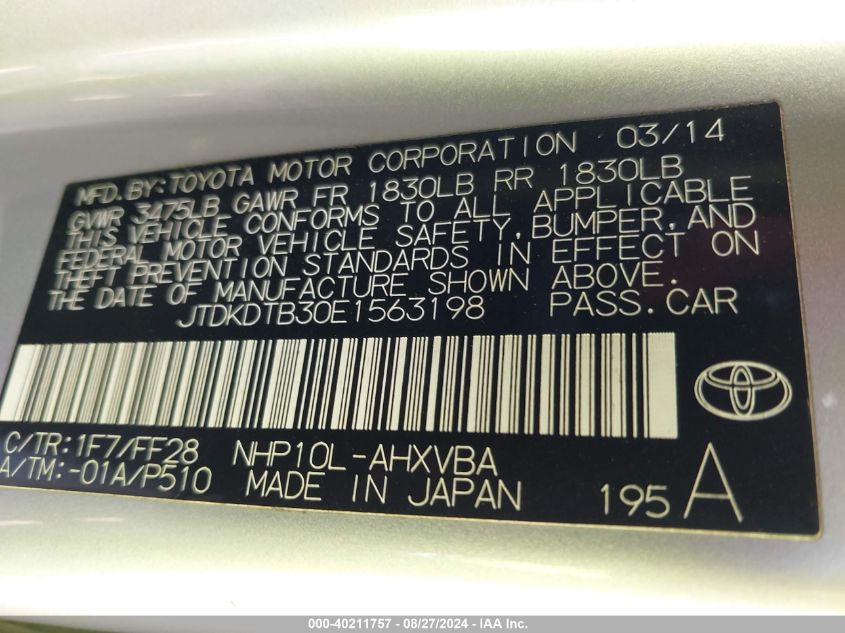 MFD. BY: TOYOTA MOTOR CORPORATION 03/14
GVWR 3475LB GAWR FR 1830LB RR 1830LB
THIS VEHICLE CONFORMS TO ALL APPLICABLE
FEDERAL MOTOR VEHICLE SAFETY, BUMPER, AND
THEFT PREVENTION STANDARDS IN EFFECT ON
THE DATE OF MANUFACTURE SHOWN ABOVE.
JTDKDTB30E1563198 PASS. CAR
C/TR: 1F7/FF28 NHP10L-AHXVBA
A/TM: -01A/P510 MADE IN JAPAN 195 A
000-40211757 - 08/27/2024 - IAA Inc.